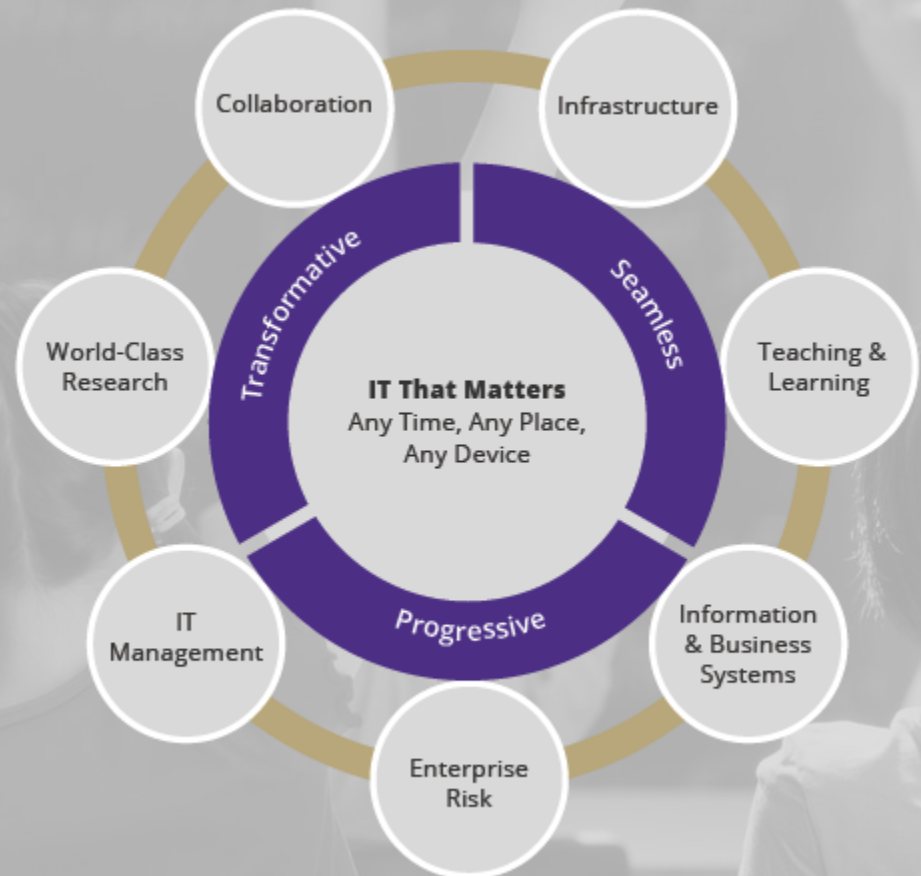 Collaboration
Infrastructure
Transformative
Seamless
World-Class
Research
Teaching &
Learning
IT That Matters
Any Time, Any Place,
Any Device
Progressive
IT
Management
Information
& Business
Systems
Enterprise
Risk